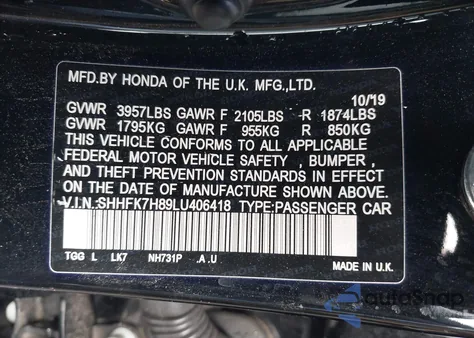 MFD.BY HONDA OF THE U.K. MFG.,LTD.
10/19
GVWR 3957LBS GAWR F 2105LBS -R 1874LBS
GVWR 1795KG GAWR F 955KG R 850KG
THIS VEHICLE CONFORMS TO ALL APPLICABLE
FEDERAL MOTOR VEHICLE SAFETY , BUMPER ,
AND THEFT PREVENTION STANDARDS IN EFFECT
ON THE DATE OF MANUFACTURE SHOWN ABOVE.
V.I.N.:SHHFK7H89LU406418 TYPE:PASSENGER CAR
TGG L LK7 NH731P .A .U
MADE IN U.K.
autoSnap